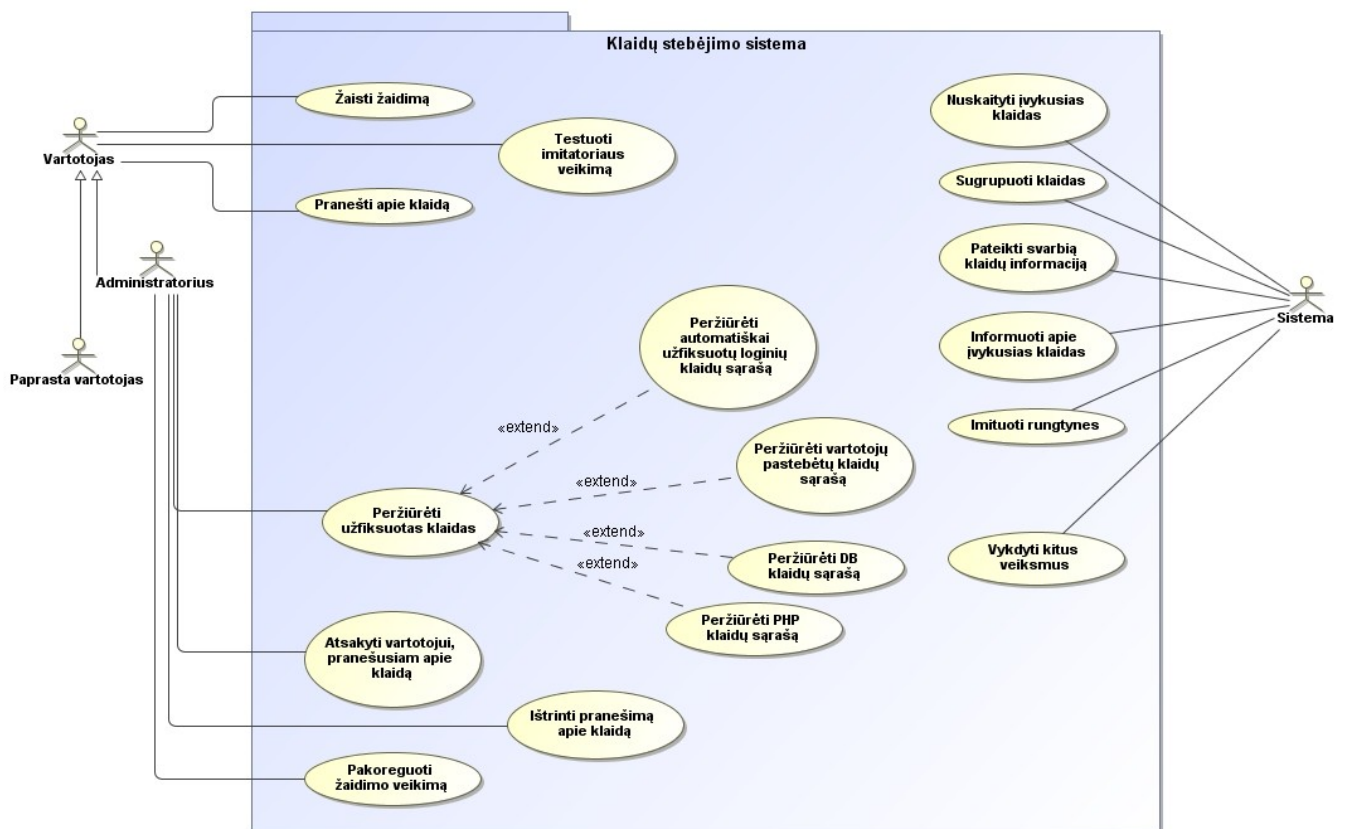 Klaidų stebėjimo sistema
Žaisti žaidimą
Testuoti
imitatoriaus
veikimą
Pranešti apie klaidą
Vartotojas
Administratorius
Paprasta vartotojas
Nuskaityti įvykusias
klaidas
Sugrupuoti klaidas
Pateikti svarbią
klaidų informaciją
Informuoti apie
įvykusias klaidas
Imituoti rungtynes
Vykdyti kitus
veiksmus
Sistema
Peržiūrėti
automatiškai
užfiksuotų loginių
klaidų sąrašą
«extend»
Peržiūrėti vartotojų
pastebėtų klaidų
sąrašą
«extend»
Peržiūrėti
užfiksuotas klaidas
«extend»
Peržiūrėti DB
klaidų sąrašą
«extend»
Peržiūrėti PHP
klaidų sąrašą
Atsakyti vartotojui,
pranešusiam apie
klaidą
Ištrinti pranešimą
apie klaidą
Pakoreguoti
žaidimo veikimą